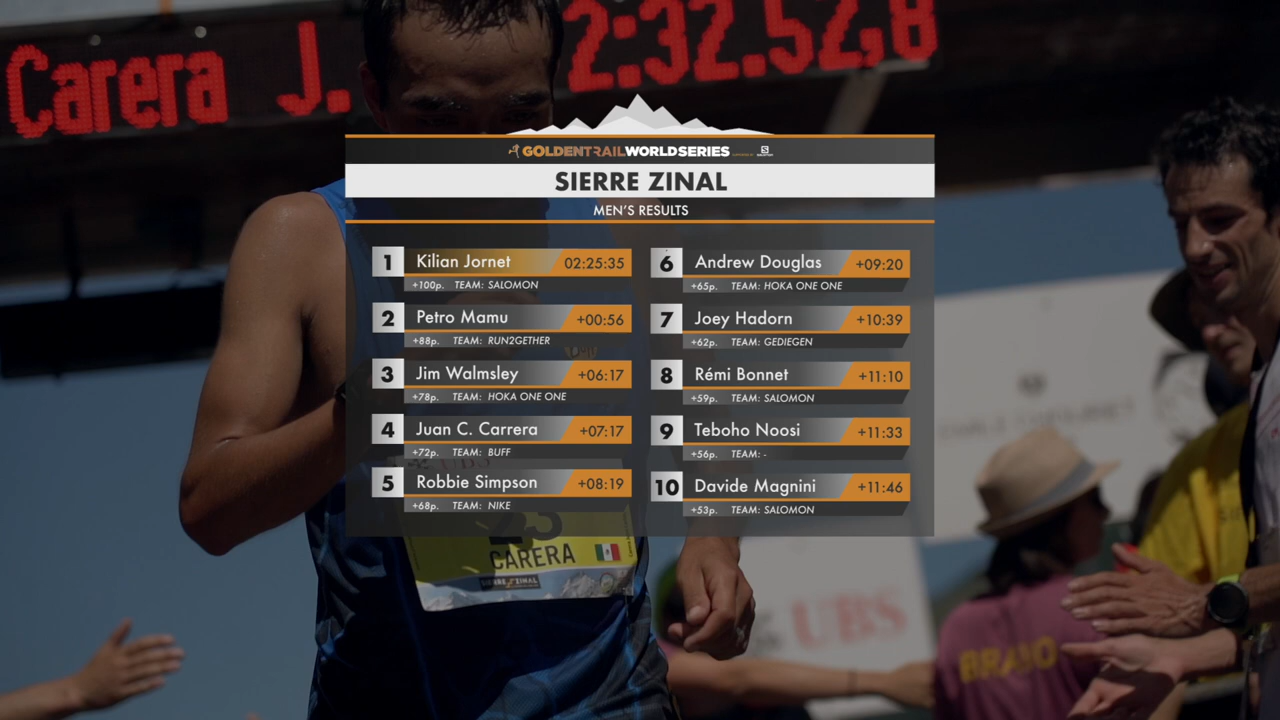 Carera J. 2:32.52,8
GOLDENTRAILWORLDSERIES
SIERRE ZINAL
MEN'S RESULTS
1 Kilian Jornet 02:25:35
+100p. TEAM: SALOMON
2 Petro Mamu +00:56
+88p. TEAM: RUN2GETHER
3 Jim Walmsley +06:17
+78p. TEAM: HOKA ONE ONE
4 Juan C. Carrera +07:17
+72p. TEAM: BUFF
5 Robbie Simpson +08:19
+68p. TEAM: NIKE
6 Andrew Douglas +09:20
+65p. TEAM: HOKA ONE ONE
7 Joey Hadorn +10:39
+62p. TEAM: GEDIEGEN
8 Rémi Bonnet +11:10
+59p. TEAM: SALOMON
9 Teboho Noosi +11:33
+56p. TEAM: -
10 Davide Magnini +11:46
+53p. TEAM: SALOMON
UBS
23
CARERA
SIERRE ZINAL
UBS
BRAVO